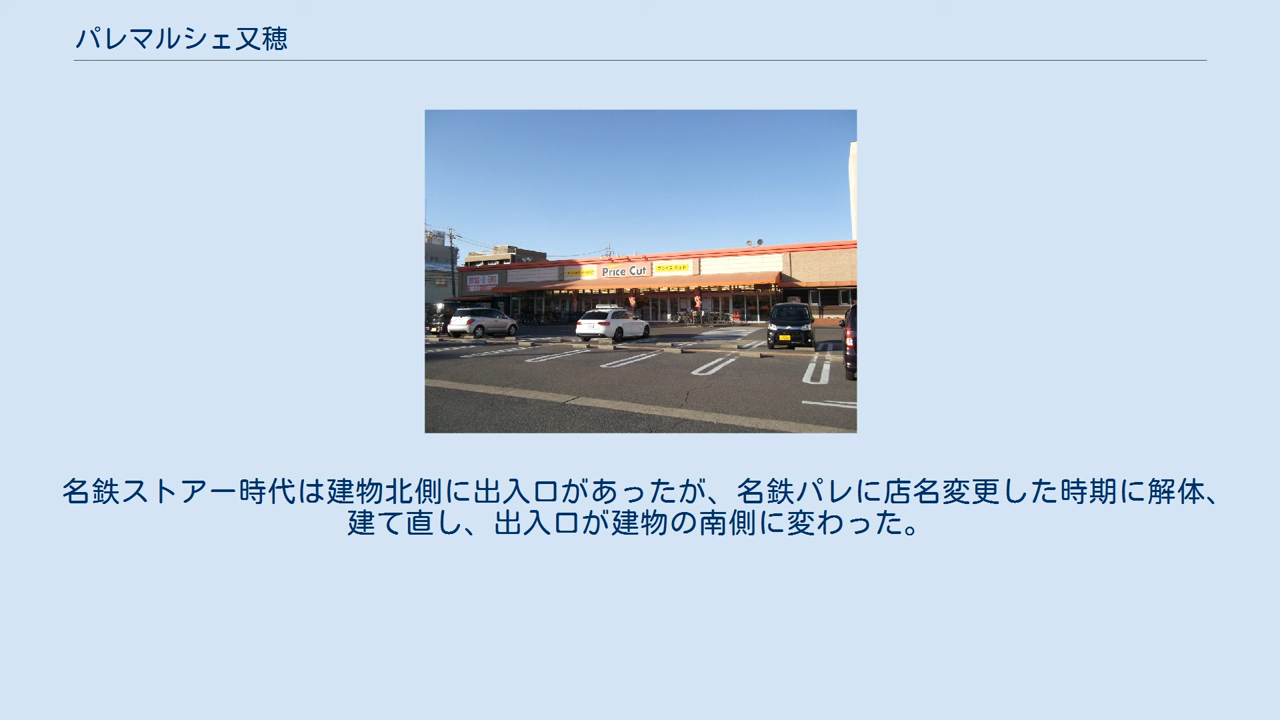 パレマルシェ又穂
Price Cut
名鉄ストアー時代は建物北側に出入口があったが、名鉄パレに店名変更した時期に解体、
建て直し、出入口が建物の南側に変わった。